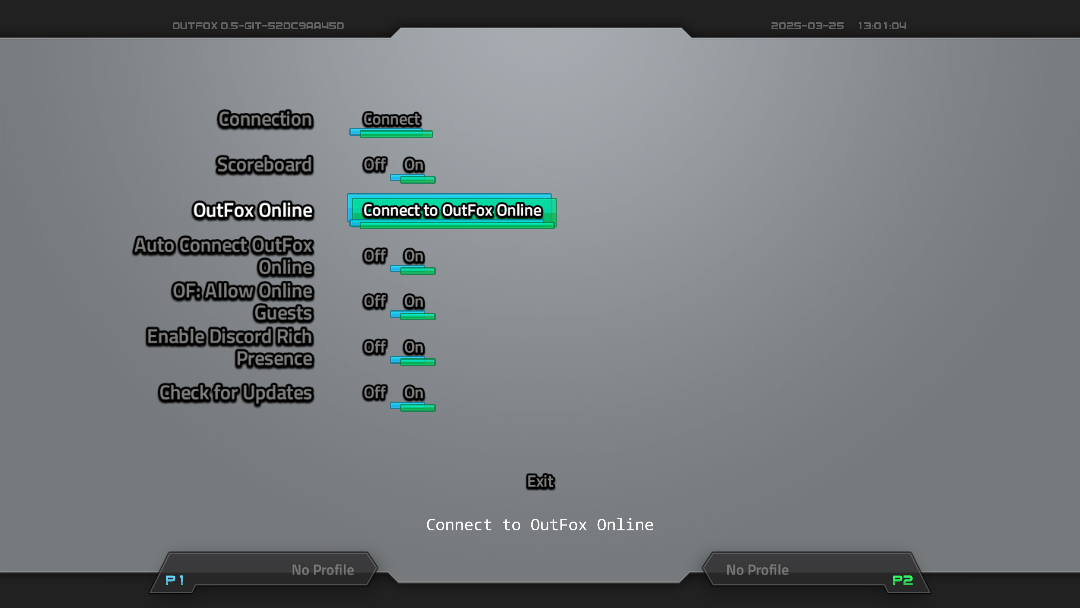 OUTFOX 0.5-GIT-520C9AA45D
2025-03-25 13:01:04
Connection Connect
Scoreboard Off On
OutFox Online Connect to OutFox Online
Auto Connect OutFox
Online Off On
OF: Allow Online
Guests Off On
Enable Discord Rich
Presence Off On
Check for Updates Off On
Exit
Connect to OutFox Online
No Profile
P1
No Profile
P2